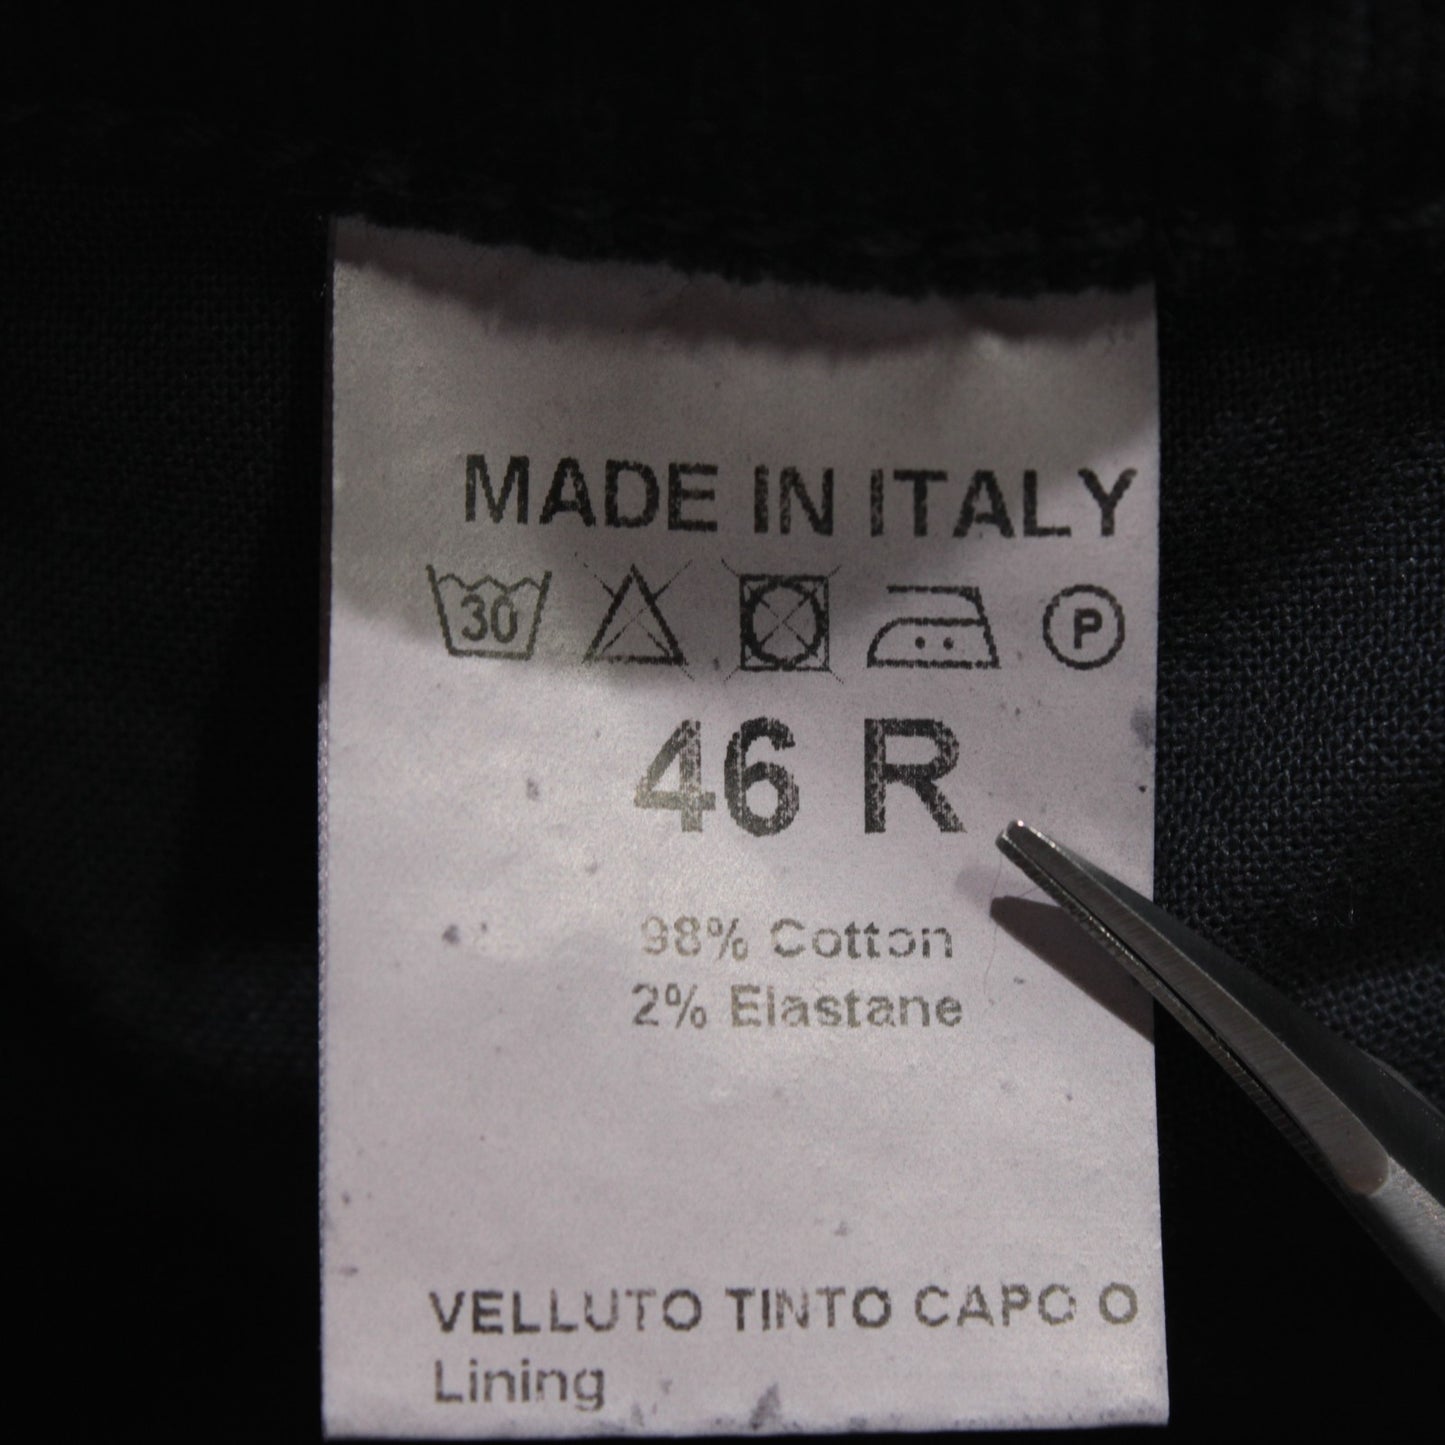 MADE IN ITALY
30 P
46 R
98% Cotton
2% Elastane
VELLUTO TINTO CAPO O
Lining